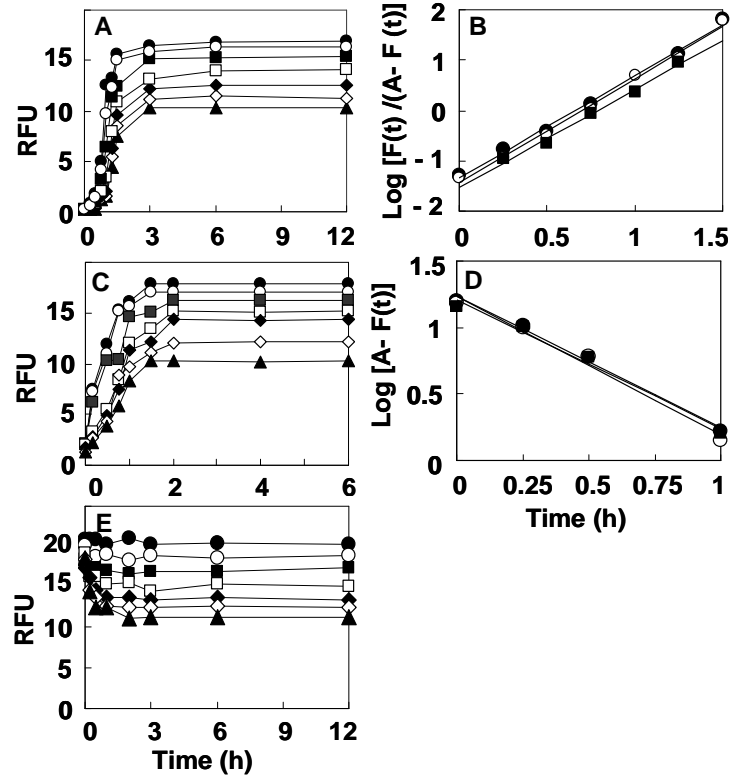 A
15
10
5
0
RFU
0 3 6 9 12
B
2
1
0
- 1
- 2
Log [F(t) /(A- F (t)]
0 0.5 1 1.5
C
15
10
5
0
RFU
0 2 4 6
D
1.5
1
0.5
0
Log [A- F(t)]
0 0.25 0.5 0.75 1
Time (h)
E
20
15
10
5
0
RFU
0 3 6 9 12
Time (h)